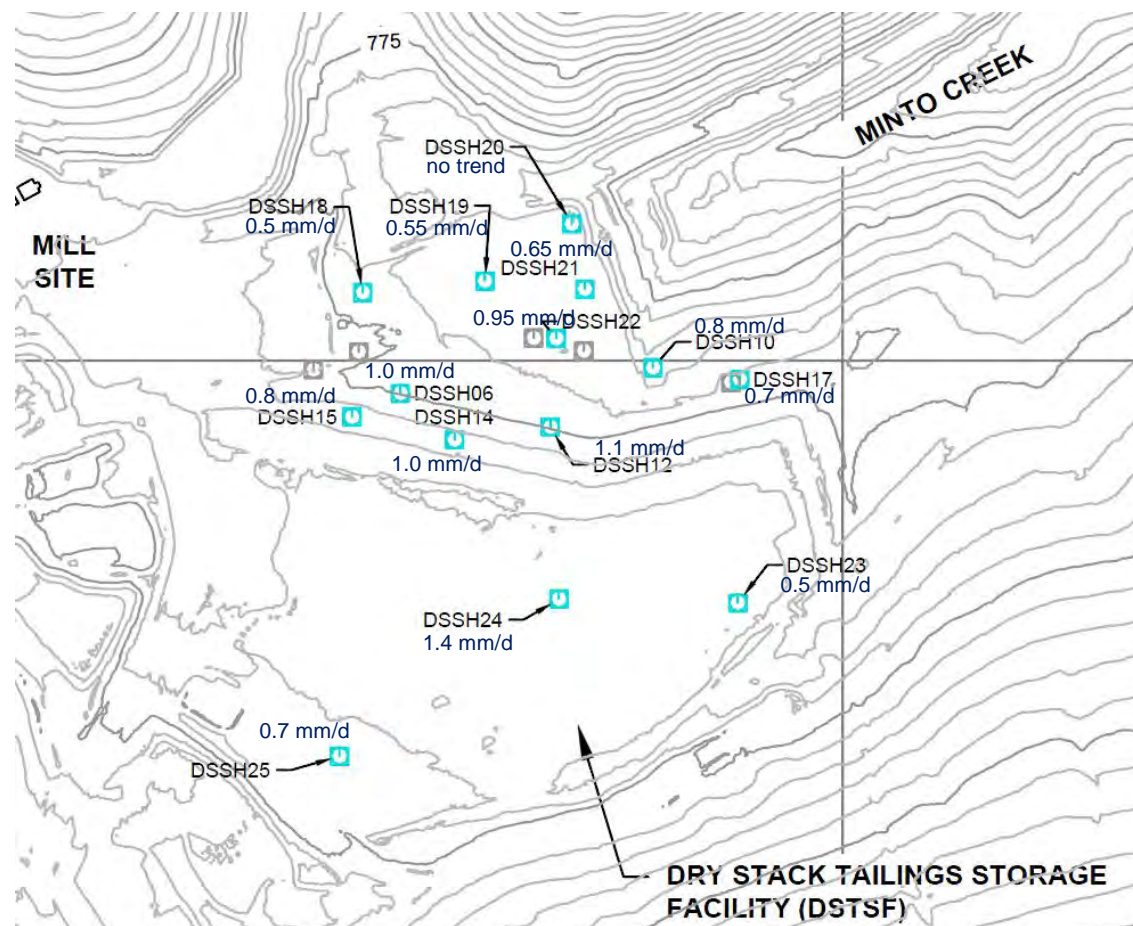 775
MINTO CREEK
DSSH20
no trend
DSSH18
0.5 mm/d
DSSH19
0.55 mm/d
MILL
SITE
0.65 mm/d
DSSH21
0.95 mm/d
DSSH22
0.8 mm/d
DSSH10
1.0 mm/d
DSSH06
DSSH17
0.7 mm/d
0.8 mm/d
DSSH15
DSSH14
1.0 mm/d
1.1 mm/d
DSSH12
DSSH23
0.5 mm/d
DSSH24
1.4 mm/d
0.7 mm/d
DSSH25
DRY STACK TAILINGS STORAGE
FACILITY (DSTSF)